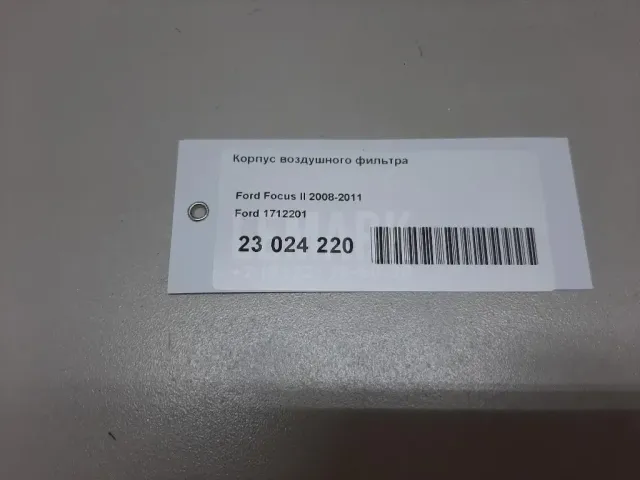 Корпус воздушного фильтра
Ford Focus II 2008-2011
Ford 1712201
23 024 220